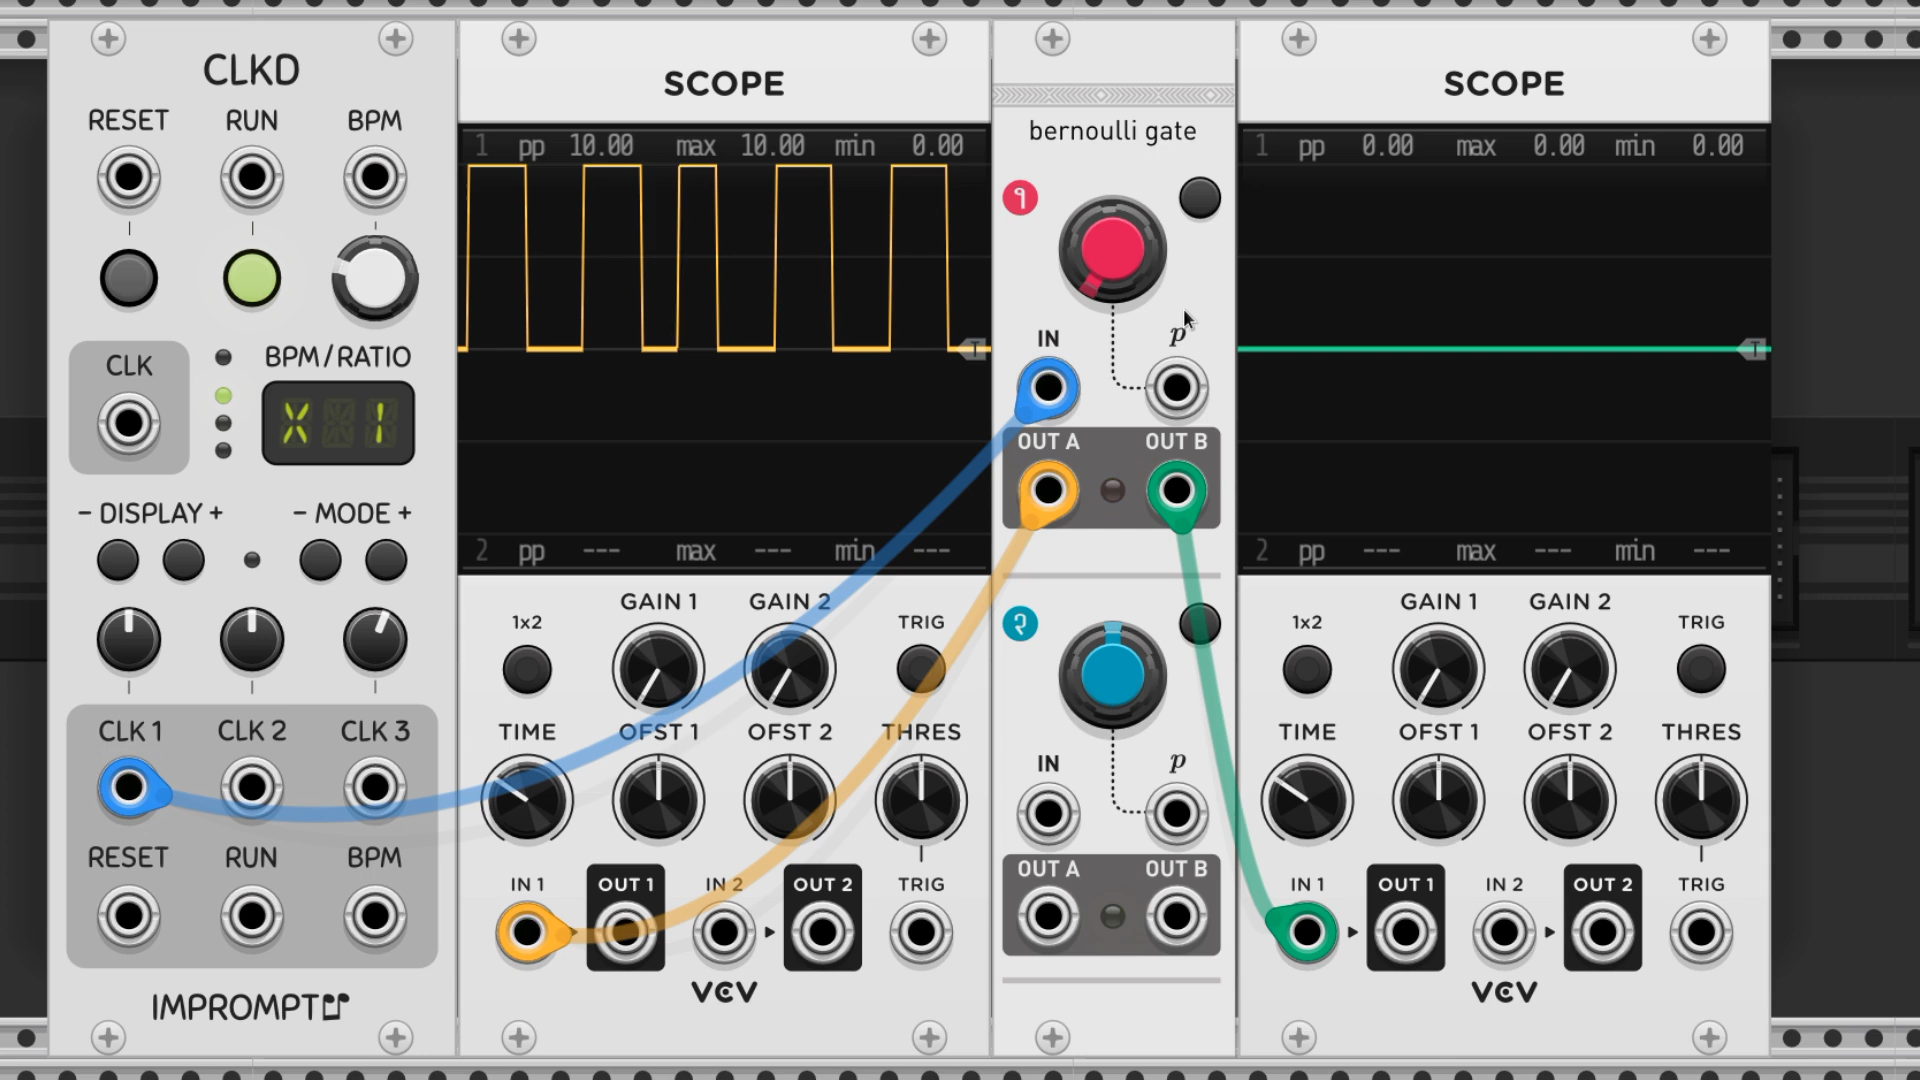 CLKD
RESET RUN BPM
CLK
BPM/RATIO
X 1
- DISPLAY + - MODE +
CLK 1 CLK 2 CLK 3
RESET RUN BPM
IMPROMPT
SCOPE
1 pp 10.00 max 10.00 min 0.00
T
2 pp --- max --- min ---
1x2 GAIN 1 GAIN 2 TRIG
TIME OFST 1 OFST 2 THRES
IN 1 OUT 1 IN 2 OUT 2 TRIG
VCV
bernoulli gate
IN p
OUT A OUT B
IN p
OUT A OUT B
SCOPE
1 pp 0.00 max 0.00 min 0.00
T
2 pp --- max --- min ---
1x2 GAIN 1 GAIN 2 TRIG
TIME OFST 1 OFST 2 THRES
IN 1 OUT 1 IN 2 OUT 2 TRIG
VCV